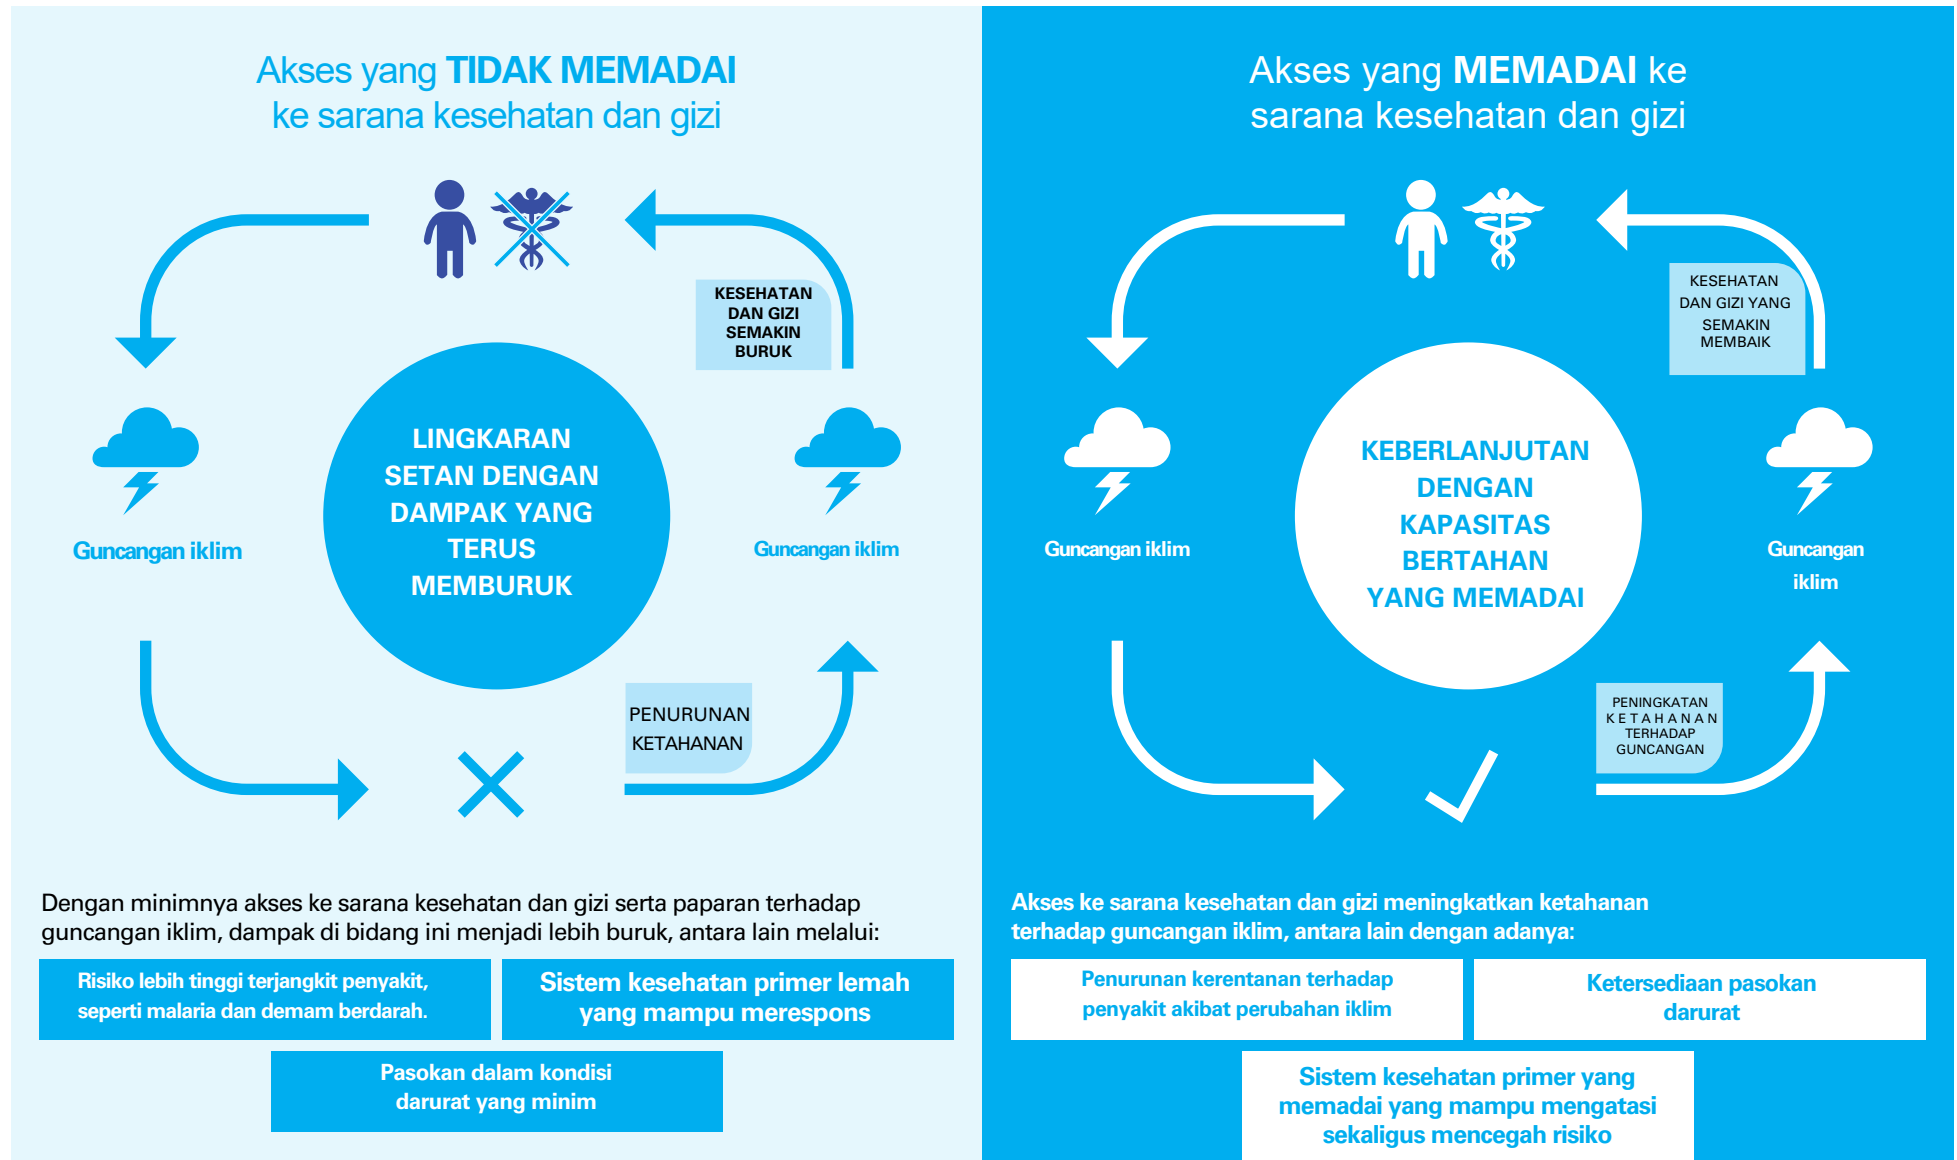 Akses yang TIDAK MEMADAI
ke sarana kesehatan dan gizi
KESEHATAN
DAN GIZI
SEMAKIN
BURUK
LINGKARAN
SETAN DENGAN
DAMPAK YANG
TERUS
MEMBURUK
Guncangan iklim
Guncangan iklim
PENURUNAN
KETAHANAN
Dengan minimnya akses ke sarana kesehatan dan gizi serta paparan terhadap
guncangan iklim, dampak di bidang ini menjadi lebih buruk, antara lain melalui:
Risiko lebih tinggi terjangkit penyakit,
seperti malaria dan demam berdarah.
Sistem kesehatan primer lemah
yang mampu merespons
Pasokan dalam kondisi
darurat yang minim
Akses yang MEMADAI ke
sarana kesehatan dan gizi
KESEHATAN
DAN GIZI YANG
SEMAKIN
MEMBAIK
KEBERLANJUTAN
DENGAN
KAPASITAS
BERTAHAN
YANG MEMADAI
Guncangan iklim
Guncangan
iklim
PENINGKATAN
KETAHANAN
TERHADAP
GUNCANGAN
Akses ke sarana kesehatan dan gizi meningkatkan ketahanan
terhadap guncangan iklim, antara lain dengan adanya:
Penurunan kerentanan terhadap
penyakit akibat perubahan iklim
Ketersediaan pasokan
darurat
Sistem kesehatan primer yang
memadai yang mampu mengatasi
sekaligus mencegah risiko